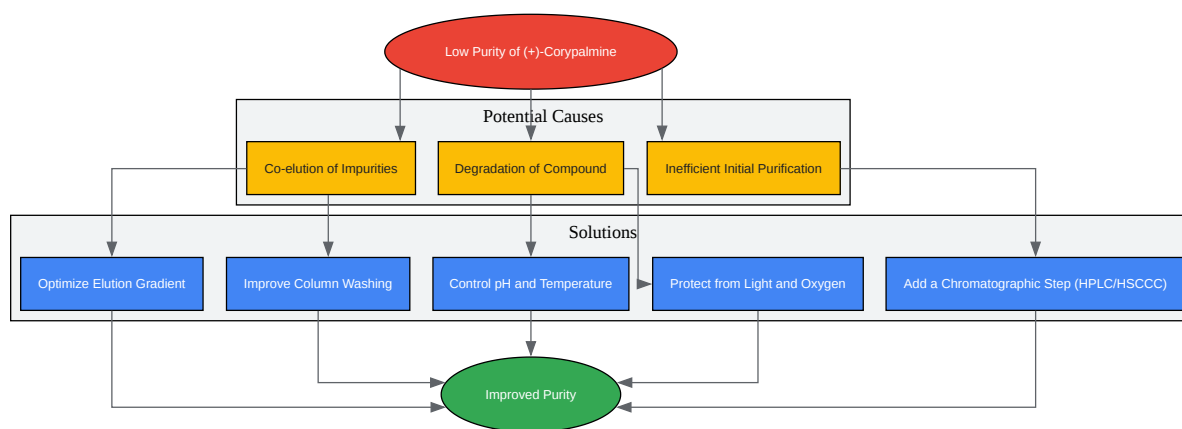 Low Purity of (+)-Corypalmine
Potential Causes
Co-elution of Impurities
Degradation of Compound
Inefficient Initial Purification
Solutions
Optimize Elution Gradient
Improve Column Washing
Control pH and Temperature
Protect from Light and Oxygen
Add a Chromatographic Step (HPLC/HSCCC)
Improved Purity